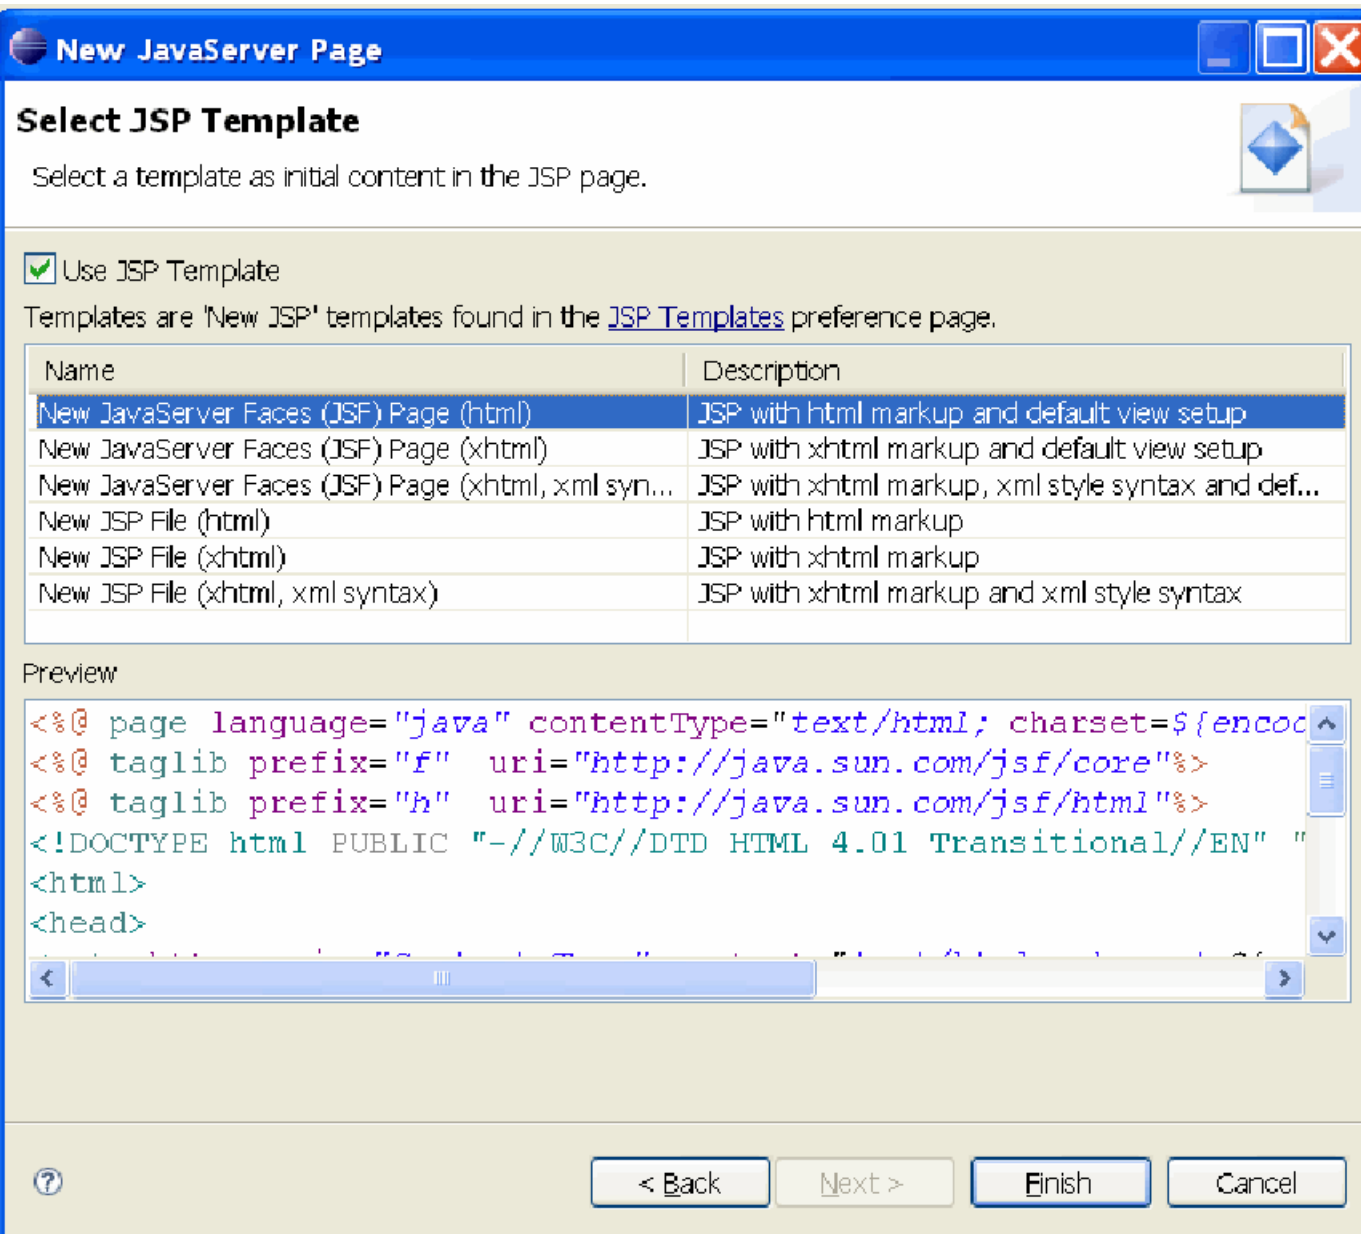 New JavaServer Page
Select JSP Template
Select a template as initial content in the JSP page.
Use JSP Template
Templates are 'New JSP' templates found in the JSP Templates preference page.
Name Description
New JavaServer Faces (JSF) Page (html) JSP with html markup and default view setup
New JavaServer Faces (JSF) Page (xhtml) JSP with xhtml markup and default view setup
New JavaServer Faces (JSF) Page (xhtml, xml syn... JSP with xhtml markup, xml style syntax and def...
New JSP File (html) JSP with html markup
New JSP File (xhtml) JSP with xhtml markup
New JSP File (xhtml, xml syntax) JSP with xhtml markup and xml style syntax
Preview
<%@ page language="java" contentType="text/html; charset=${encod
<%@ taglib prefix="f"  uri="http://java.sun.com/jsf/core"%>
<%@ taglib prefix="h"  uri="http://java.sun.com/jsf/html"%>
<!DOCTYPE html PUBLIC "-//W3C//DTD HTML 4.01 Transitional//EN" "
<html>
<head>
< Back Next > Finish Cancel